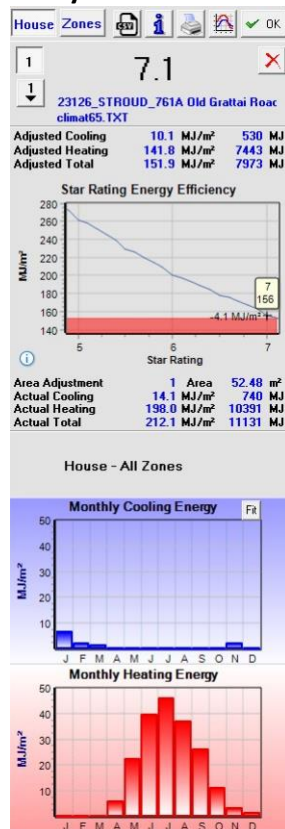 House Zones OK
1 7.1
1
23126_STROUD_761A Old Grattai Roac
climat65.TXT
Adjusted Cooling 10.1 MJ/m² 530 MJ
Adjusted Heating 141.8 MJ/m² 7443 MJ
Adjusted Total 151.9 MJ/m² 7973 MJ
Star Rating Energy Efficiency
280
260
240
220
200
180
160
140
MJ/m²
7
156
-4.1 MJ/m²
5 6 7
Star Rating
Area Adjustment 1 Area 52.48 m²
Actual Cooling 14.1 MJ/m² 740 MJ
Actual Heating 198.0 MJ/m² 10391 MJ
Actual Total 212.1 MJ/m² 11131 MJ
House - All Zones
Monthly Cooling Energy Fit
50
40
30
20
10
MJ/m²
J F M A M J J A S O N D
Monthly Heating Energy
50
40
30
20
10
MJ/m²
J F M A M J J A S O N D